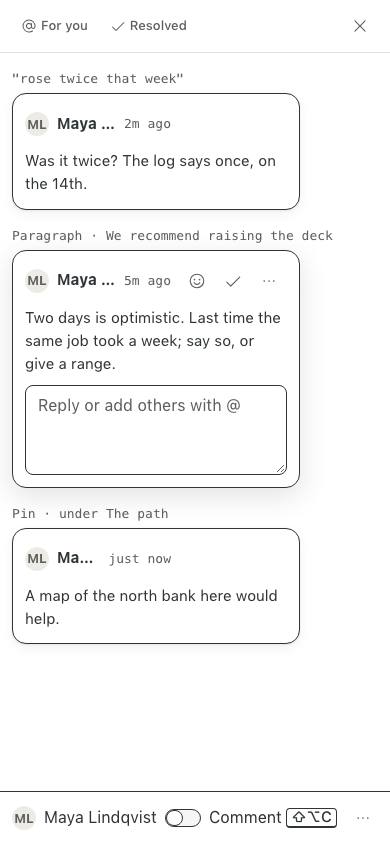 @ For you Resolved
"rose twice that week"
ML Maya ... 2m ago
Was it twice? The log says once, on
the 14th.
Paragraph · We recommend raising the deck
ML Maya ... 5m ago
Two days is optimistic. Last time the
same job took a week; say so, or
give a range.
Reply or add others with @
Pin · under The path
ML Ma... just now
A map of the north bank here would
help.
ML Maya Lindqvist Comment ⇧⌥C